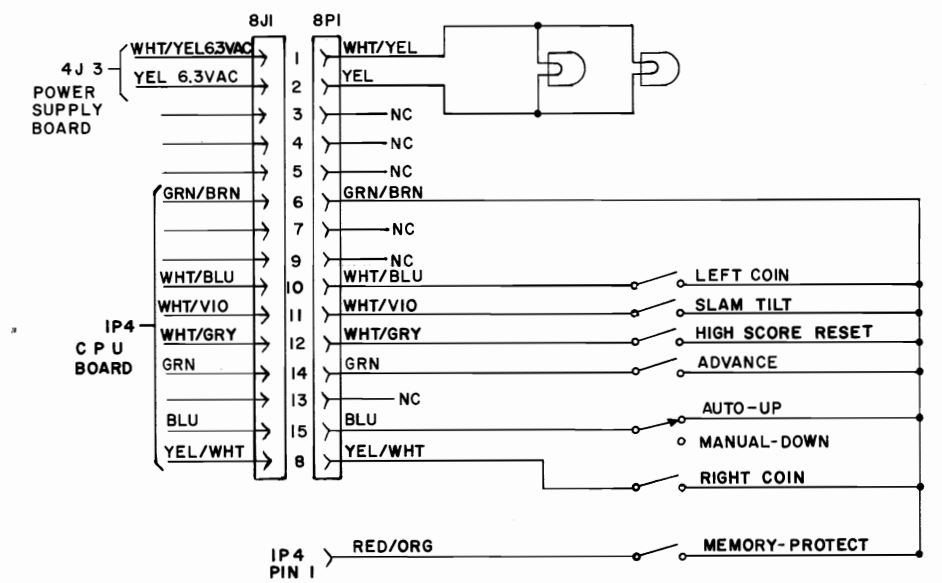 8J1 8P1
WHT/YEL 6.3VAC 1 WHT/YEL
4J3 YEL 6.3VAC 2 YEL
POWER
SUPPLY
BOARD
3 NC
4 NC
5 NC
GRN/BRN 6 GRN/BRN
7 NC
9 NC
WHT/BLU 10 WHT/BLU LEFT COIN
WHT/VIO 11 WHT/VIO SLAM TILT
1P4
CPU
BOARD
WHT/GRY 12 WHT/GRY HIGH SCORE RESET
GRN 14 GRN ADVANCE
13 NC
BLU 15 BLU AUTO-UP
MANUAL-DOWN
YEL/WHT 8 YEL/WHT RIGHT COIN
1P4
PIN 1
RED/ORG MEMORY-PROTECT